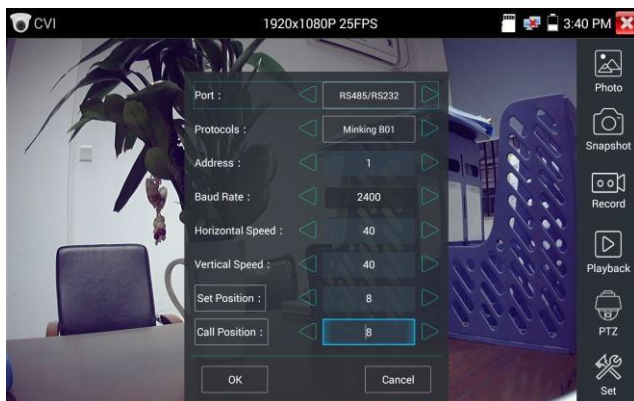 CVI 1920x1080P 25FPS 3:40 PM
Port : RS485/RS232
Protocols : Minking B01
Address : 1
Baud Rate : 2400
Horizontal Speed : 40
Vertical Speed : 40
Set Position : 8
Call Position : 8
OK Cancel
Photo
Snapshot
Record
Playback
PTZ
Set